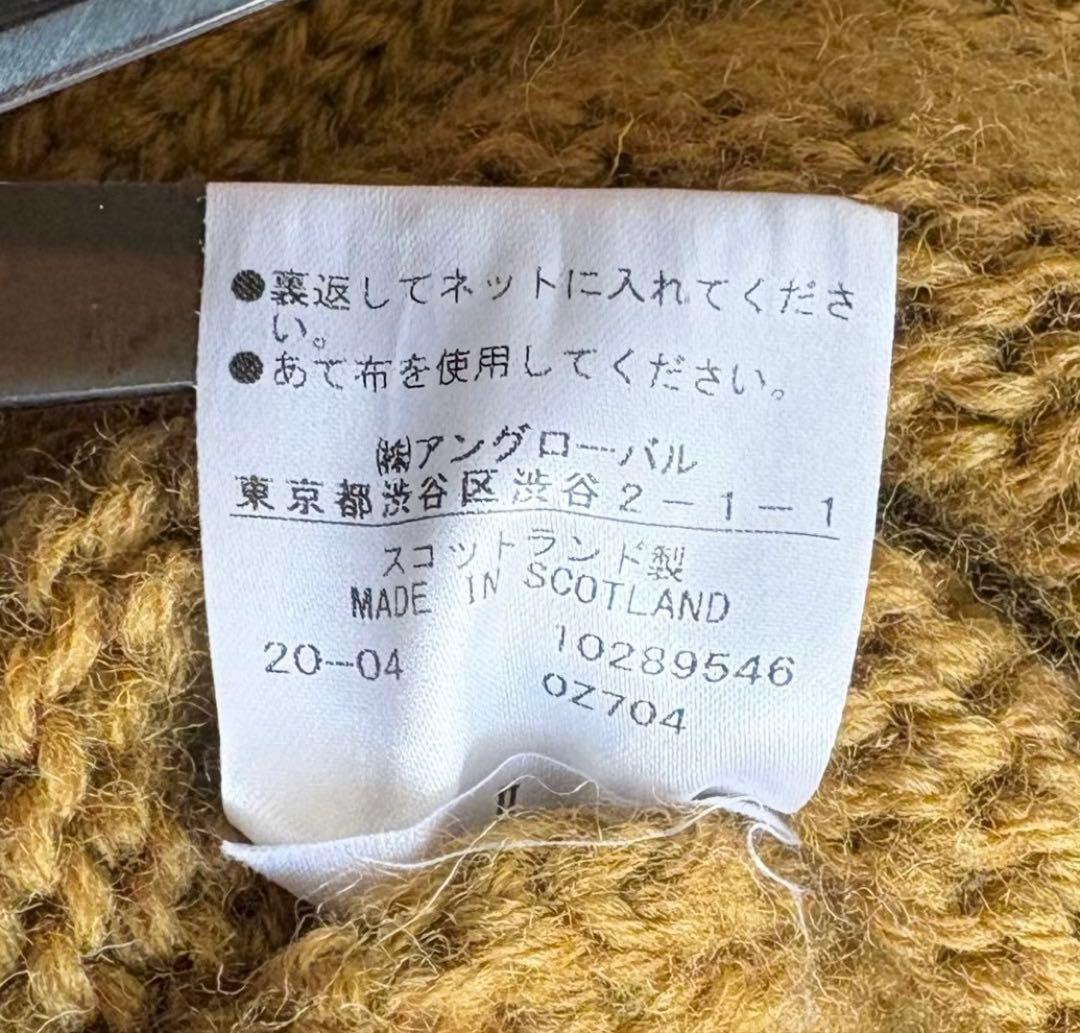 ●裏返してネットに入れてくださ
い。
●あて布を使用してください。
㈱アングローバル
東京都渋谷区渋谷2-1-1
スコットランド製
MADE IN SCOTLAND
20-04 10289546
0Z704